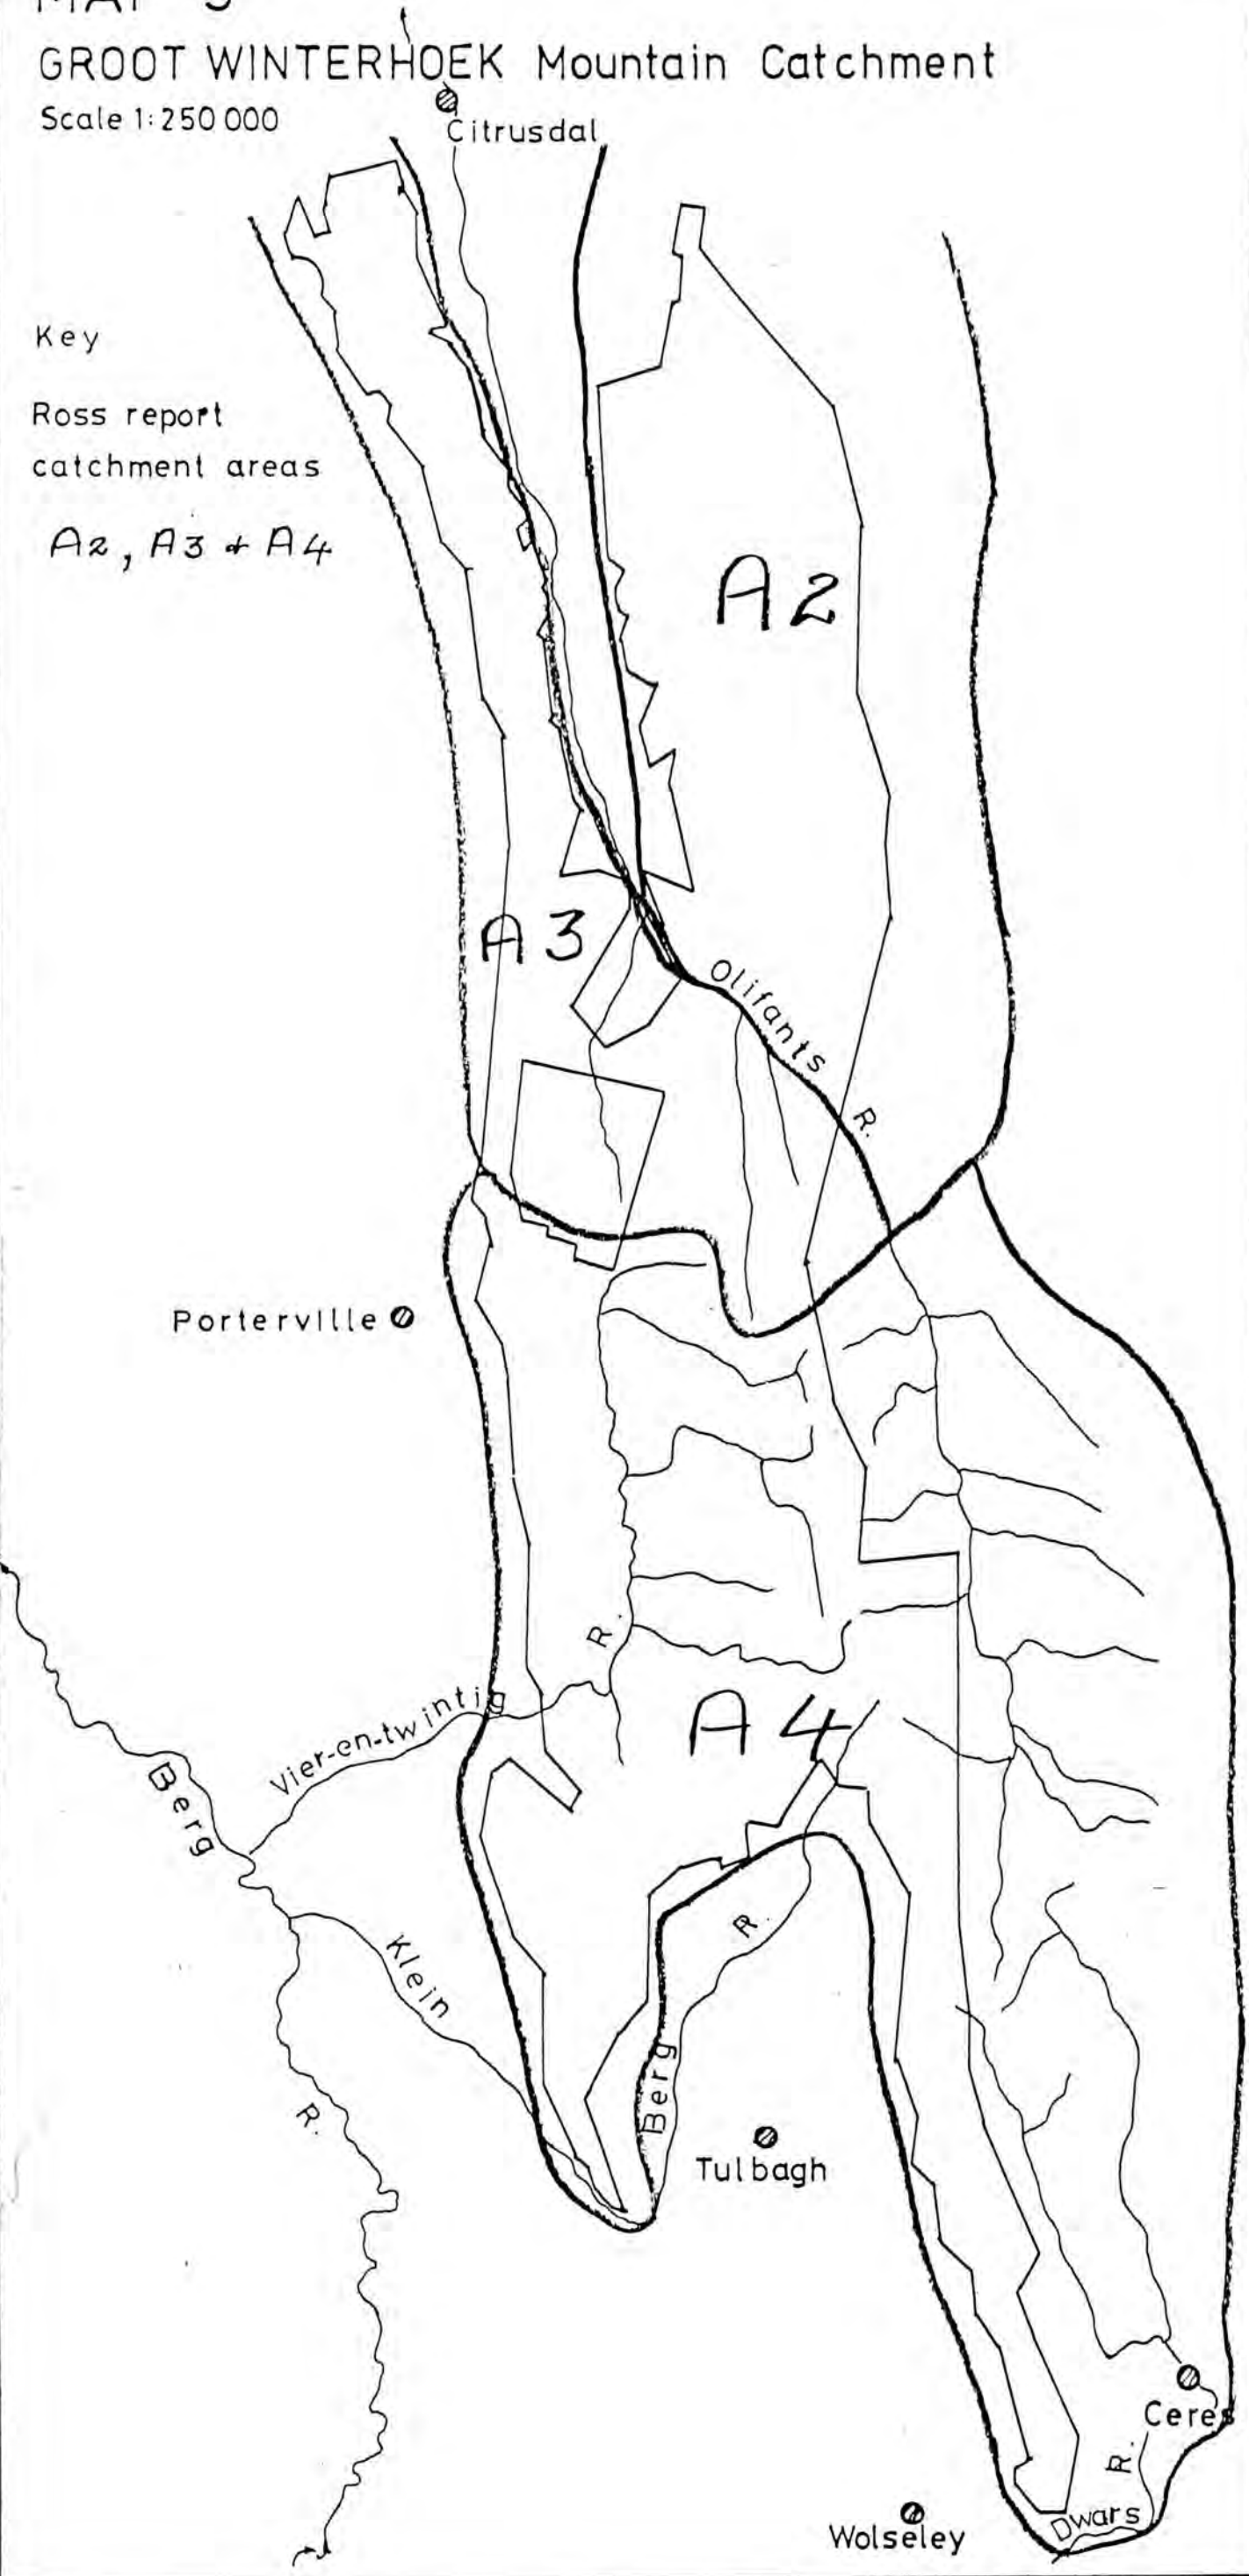 GROOT WINTERHOEK Mountain Catchment
Scale 1:250 000
Citrusdal
Key
Ross report
catchment areas
A2, A3 & A4
A2
A3
Olifants R.
Porterville
R.
Vier-en-twintig
A4
Berg
Klein
R.
Berg
R.
Tulbagh
Ceres
R.
Dwars
Wolseley